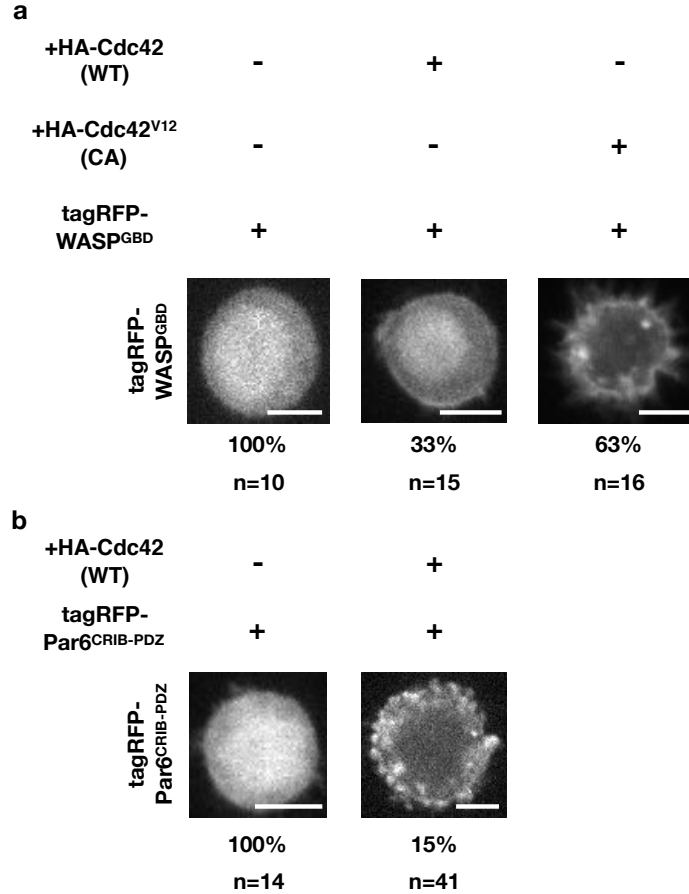 a
+HA-Cdc42
(WT)
- + -
+HA-Cdc42V12
(CA)
- - +
tagRFP-
WASPGBD
+ + +
tagRFP-
WASPGBD
100% 33% 63%
n=10 n=15 n=16
b
+HA-Cdc42
(WT)
- +
tagRFP-
Par6CRIB-PDZ
+ +
tagRFP-
Par6CRIB-PDZ
100% 15%
n=14 n=41